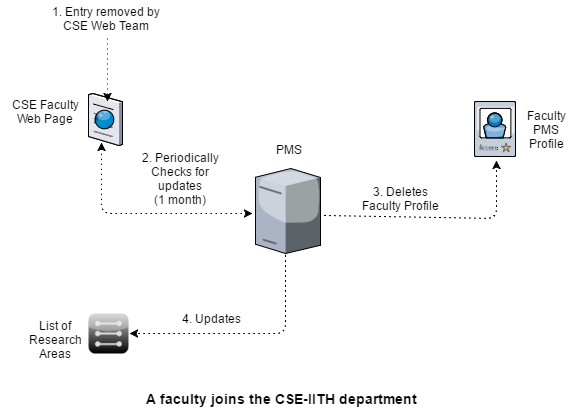 1. Entry removed by
CSE Web Team
CSE Faculty
Web Page
2. Periodically
Checks for
updates
(1 month)
PMS
3. Deletes
Faculty Profile
Access:
Faculty
PMS
Profile
4. Updates
List of
Research
Areas
A faculty joins the CSE-IITH department